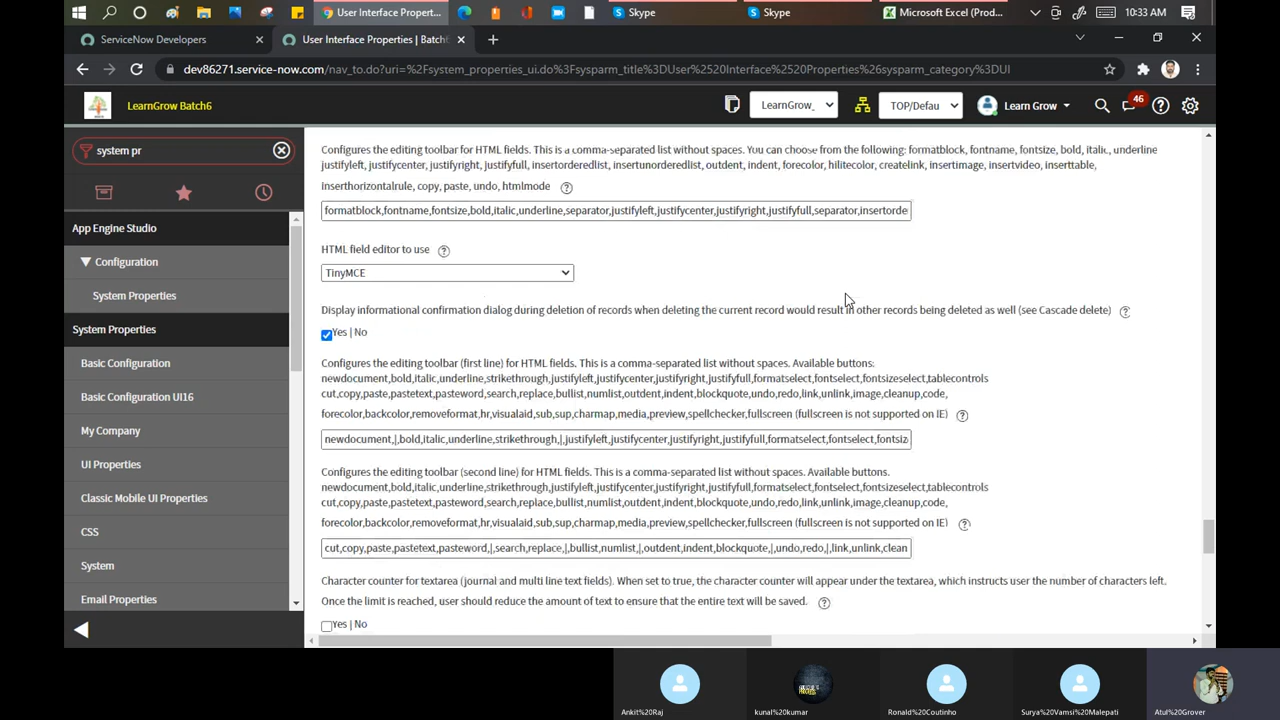 User Interface Propert...
Skype
Skype
Microsoft Excel (Prod...
10:33 AM
ServiceNow Developers
User Interface Properties | Batch6
dev86271.service-now.com/nav_to.do?uri=%2Fsystem_properties_ui.do%3Fsysparm_title%3DUser%2520Interface%2520Properties%26sysparm_category%3DUI
LearnGrow Batch6
LearnGrow_
TOP/Defau
Learn Grow
46
system pr
App Engine Studio
Configuration
System Properties
System Properties
Basic Configuration
Basic Configuration UI16
My Company
UI Properties
Classic Mobile UI Properties
CSS
System
Email Properties
Configures the editing toolbar for HTML fields. This is a comma-separated list without spaces. You can choose from the following: formatblock, fontname, fontsize, bold, italic, underline
justifyleft, justifycenter, justifyright, justifyfull, insertorderedlist, insertunorderedlist, outdent, indent, forecolor, hilitecolor, createlink, insertimage, insertvideo, inserttable,
inserthorizontalrule, copy, paste, undo, htmlmode
formatblock,fontname,fontsize,bold,italic,underline,separator,justifyleft,justifycenter,justifyright,justifyfull,separator,insertorde
HTML field editor to use
TinyMCE
Display informational confirmation dialog during deletion of records when deleting the current record would result in other records being deleted as well (see Cascade delete)
Yes | No
Configures the editing toolbar (first line) for HTML fields. This is a comma-separated list without spaces. Available buttons:
newdocument,bold,italic,underline,strikethrough,justifyleft,justifycenter,justifyright,justifyfull,formatselect,fontselect,fontsizeselect,tablecontrols
cut,copy,paste,pastetext,pasteword,search,replace,bullist,numlist,outdent,indent,blockquote,undo,redo,link,unlink,image,cleanup,code,
forecolor,backcolor,removeformat,hr,visualaid,sub,sup,charmap,media,preview,spellchecker,fullscreen (fullscreen is not supported on IE)
newdocument,|,bold,italic,underline,strikethrough,|,justifyleft,justifycenter,justifyright,justifyfull,formatselect,fontselect,fontsiz
Configures the editing toolbar (second line) for HTML fields. This is a comma-separated list without spaces. Available buttons.
newdocument,bold,italic,underline,strikethrough,justifyleft,justifycenter,justifyright,justifyfull,formatselect,fontselect,fontsizeselect,tablecontrols
cut,copy,paste,pastetext,pasteword,search,replace,bullist,numlist,outdent,indent,blockquote,undo,redo,link,unlink,image,cleanup,code,
forecolor,backcolor,removeformat,hr,visualaid,sub,sup,charmap,media,preview,spellchecker,fullscreen (fullscreen is not supported on IE)
cut,copy,paste,pastetext,pasteword,|,search,replace,|,bullist,numlist,|,outdent,indent,blockquote,|,undo,redo,|,link,unlink,clean
Character counter for textarea (journal and multi line text fields). When set to true, the character counter will appear under the textarea, which instructs user the number of characters left.
Once the limit is reached, user should reduce the amount of text to ensure that the entire text will be saved.
Yes | No
Ankit%20Raj
kunal%20kumar
Ronald%20Coutinho
Surya%20Vamsi%20Malepati
Atul%20Grover